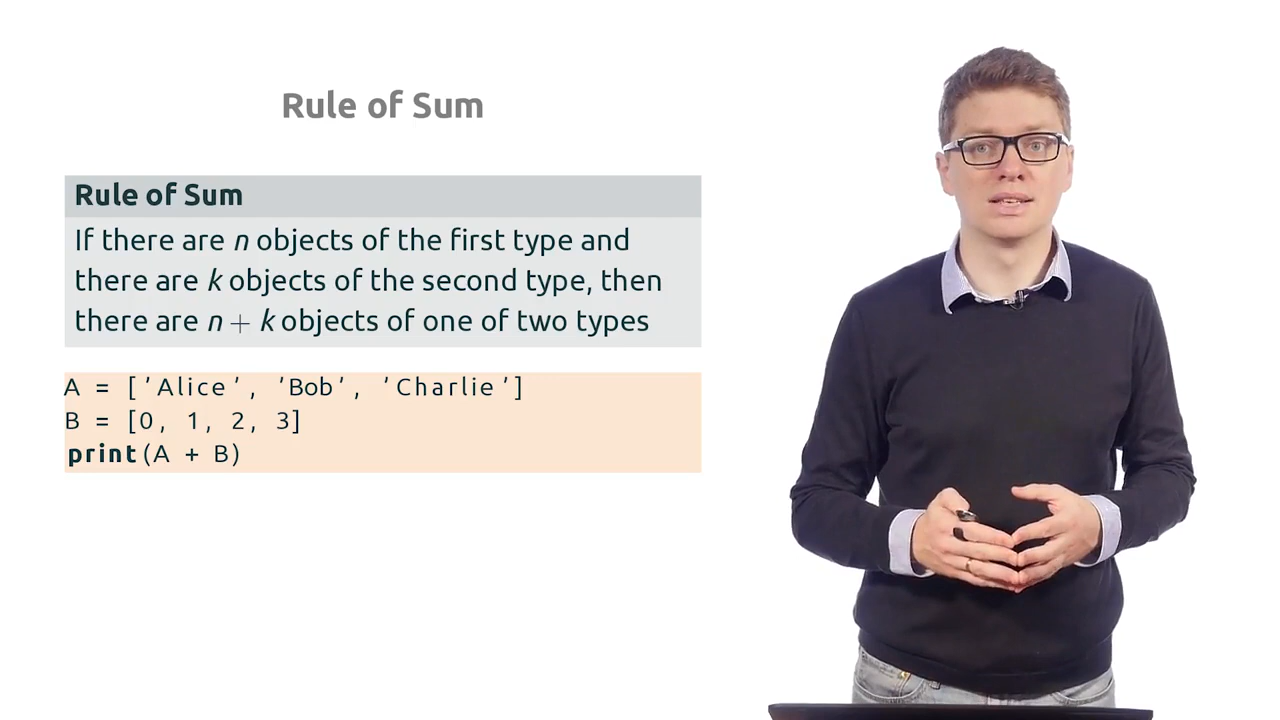 Rule of Sum
Rule of Sum
If there are n objects of the first type and
there are k objects of the second type, then
there are n + k objects of one of two types
A = ['Alice', 'Bob', 'Charlie']
B = [0, 1, 2, 3]
print(A + B)